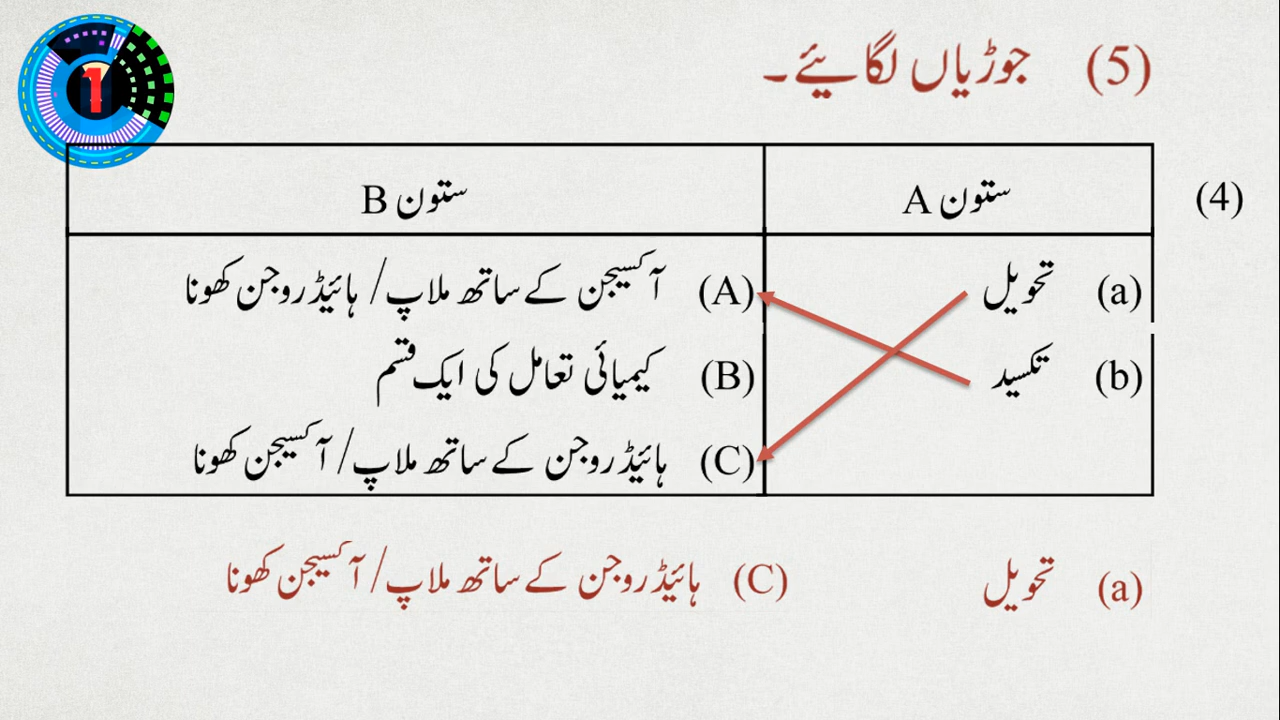 (5) جوڑیاں لگائیے۔
1
(4) ستون A ستون B
(a) تحویل (A) آکسیجن کے ساتھ ملاپ/ ہائیڈروجن کھونا
(b) تکسید (B) کیمیائی تعامل کی ایک قسم
(C) ہائیڈروجن کے ساتھ ملاپ/ آکسیجن کھونا
(a) تحویل (C) ہائیڈروجن کے ساتھ ملاپ/ آکسیجن کھونا